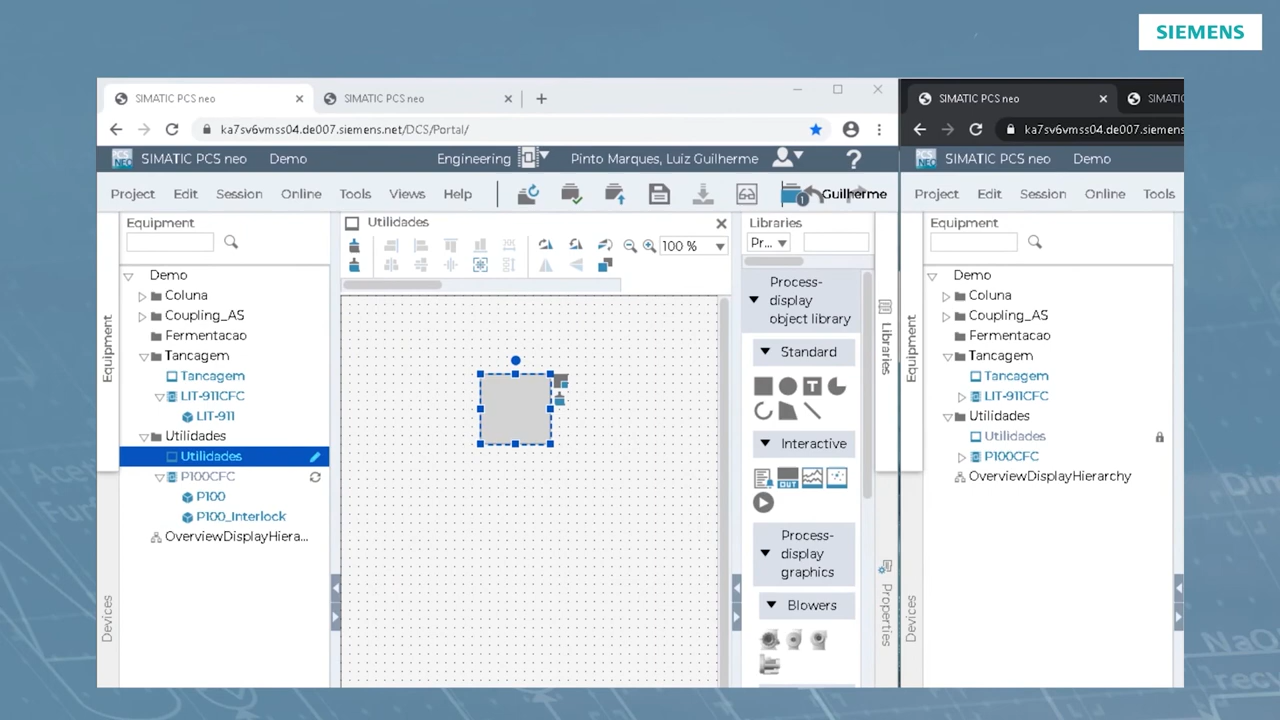 SIEMENS
SIMATIC PCS neo
SIMATIC PCS neo
ka7sv6vmss04.de007.siemens.net/DCS/Portal/
SIMATIC PCS neo
Demo
Engineering
Pinto Marques, Luiz Guilherme
Project Edit Session Online Tools Views Help
1
Guilherme
Equipment
Demo
Coluna
Coupling_AS
Fermentacao
Tancagem
Tancagem
LIT-911CFC
LIT-911
Utilidades
Utilidades
P100CFC
P100
P100_Interlock
OverviewDisplayHiera...
Equipment
Devices
Utilidades
100 %
Libraries
Pr...
Process-
display
object library
Standard
T
Interactive
OUT
Process-
display
graphics
Blowers
Libraries
Properties
SIMATIC PCS neo
SIMATI
ka7sv6vmss04.de007.siemens
SIMATIC PCS neo
Demo
Project Edit Session Online Tools
Equipment
Demo
Coluna
Coupling_AS
Fermentacao
Tancagem
Tancagem
LIT-911CFC
Utilidades
Utilidades
P100CFC
OverviewDisplayHierarchy
Equipment
Devices